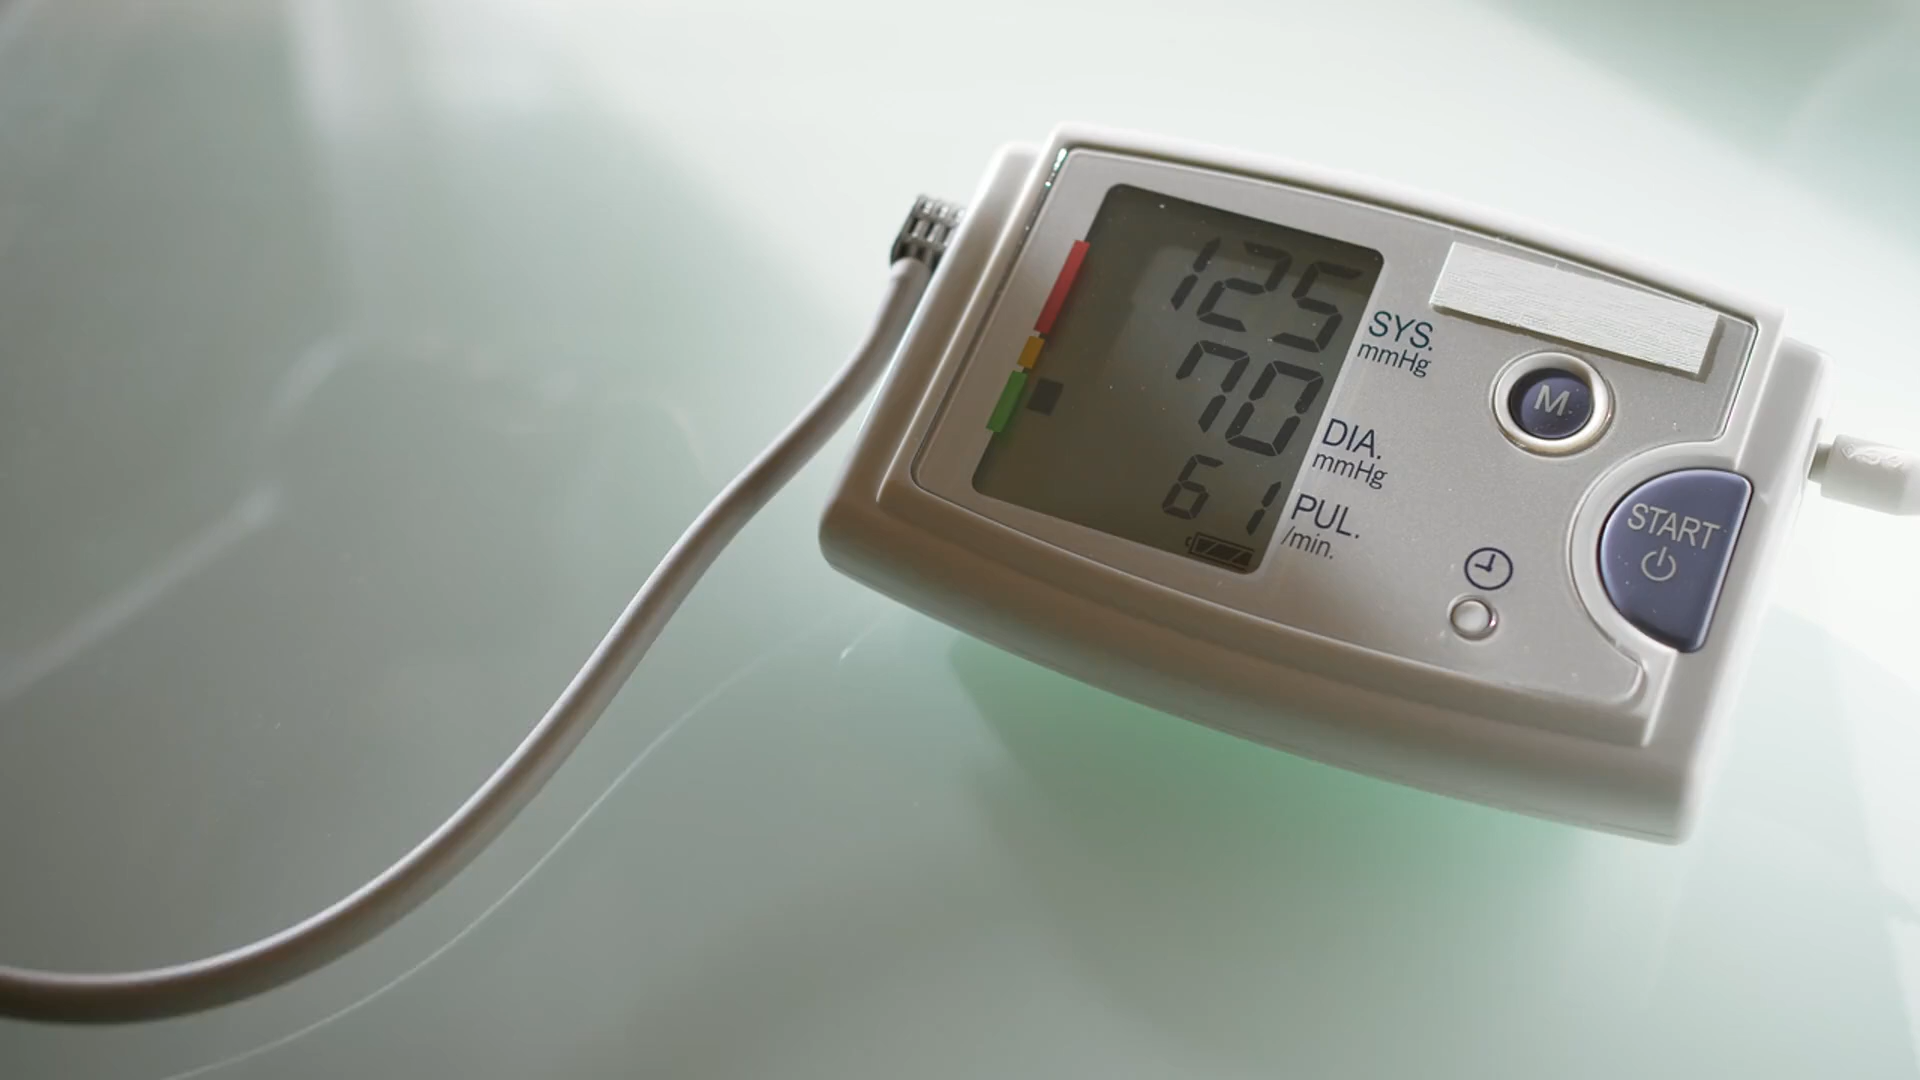 125
SYS.
mmHg
70
DIA.
mmHg
61
PUL.
/min.
M
START